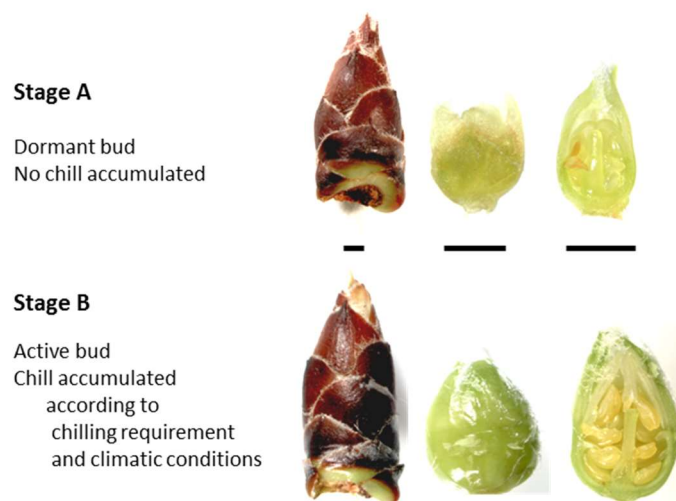 Stage A
Dormant bud
No chill accumulated
Stage B
Active bud
Chill accumulated
according to
chilling requirement
and climatic conditions